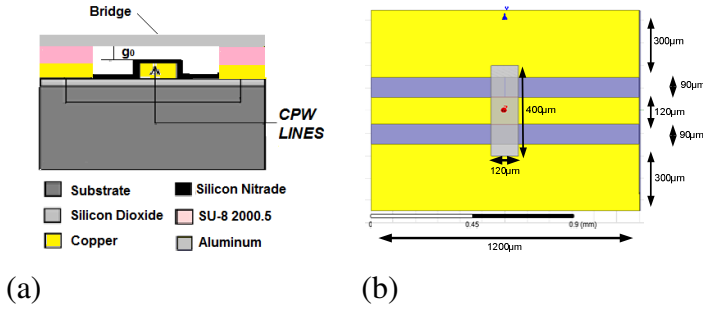 Bridge
g0
CPW
LINES
Substrate
Silicon Nitrade
Silicon Dioxide
SU-8 2000.5
Copper
Aluminum
(a)
300µm
90µm
400µm
120µm
90µm
120µm
300µm
0
0.45
0.9 (mm)
1200µm
(b)